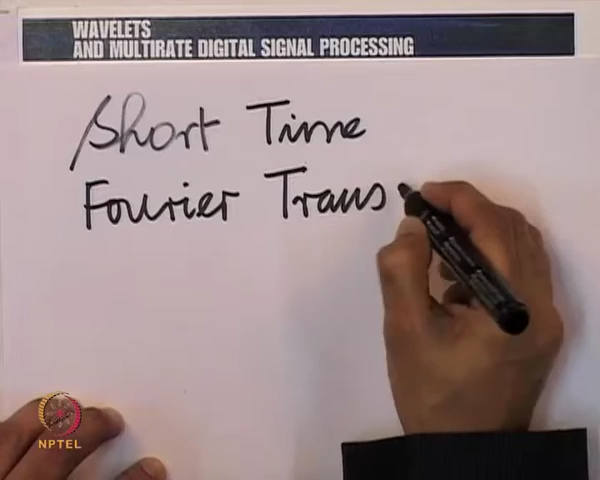 WAVELETS
AND MULTIRATE DIGITAL SIGNAL PROCESSING
Short Time
Fourier Trans
NPTEL